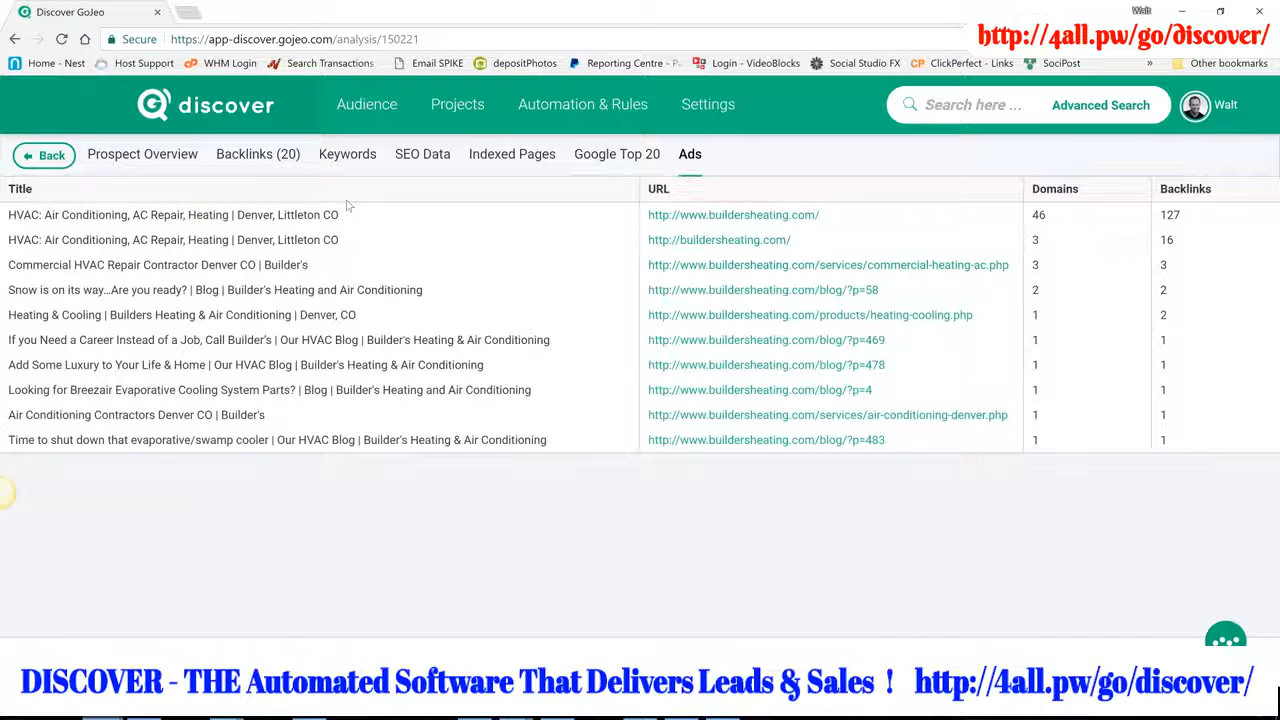 Discover GoJeo
Walt
Secure https://app-discover.gojeo.com/analysis/150221
http://4all.pw/go/discover/
Home - Nest Host Support WHM Login Search Transactions Email SPIKE depositPhotos Reporting Centre - P Login - VideoBlocks Social Studio FX ClickPerfect - Links SociPost » Other bookmarks
discover Audience Projects Automation & Rules Settings Search here ... Advanced Search Walt
Back Prospect Overview Backlinks (20) Keywords SEO Data Indexed Pages Google Top 20 Ads
Title URL Domains Backlinks
HVAC: Air Conditioning, AC Repair, Heating | Denver, Littleton CO http://www.buildersheating.com/ 46 127
HVAC: Air Conditioning, AC Repair, Heating | Denver, Littleton CO http://buildersheating.com/ 3 16
Commercial HVAC Repair Contractor Denver CO | Builder's http://www.buildersheating.com/services/commercial-heating-ac.php 3 3
Snow is on its way...Are you ready? | Blog | Builder's Heating and Air Conditioning http://www.buildersheating.com/blog/?p=58 2 2
Heating & Cooling | Builders Heating & Air Conditioning | Denver, CO http://www.buildersheating.com/products/heating-cooling.php 1 2
If you Need a Career Instead of a Job, Call Builder's | Our HVAC Blog | Builder's Heating & Air Conditioning http://www.buildersheating.com/blog/?p=469 1 1
Add Some Luxury to Your Life & Home | Our HVAC Blog | Builder's Heating & Air Conditioning http://www.buildersheating.com/blog/?p=478 1 1
Looking for Breezair Evaporative Cooling System Parts? | Blog | Builder's Heating and Air Conditioning http://www.buildersheating.com/blog/?p=4 1 1
Air Conditioning Contractors Denver CO | Builder's http://www.buildersheating.com/services/air-conditioning-denver.php 1 1
Time to shut down that evaporative/swamp cooler | Our HVAC Blog | Builder's Heating & Air Conditioning http://www.buildersheating.com/blog/?p=483 1 1
DISCOVER - THE Automated Software That Delivers Leads & Sales ! http://4all.pw/go/discover/